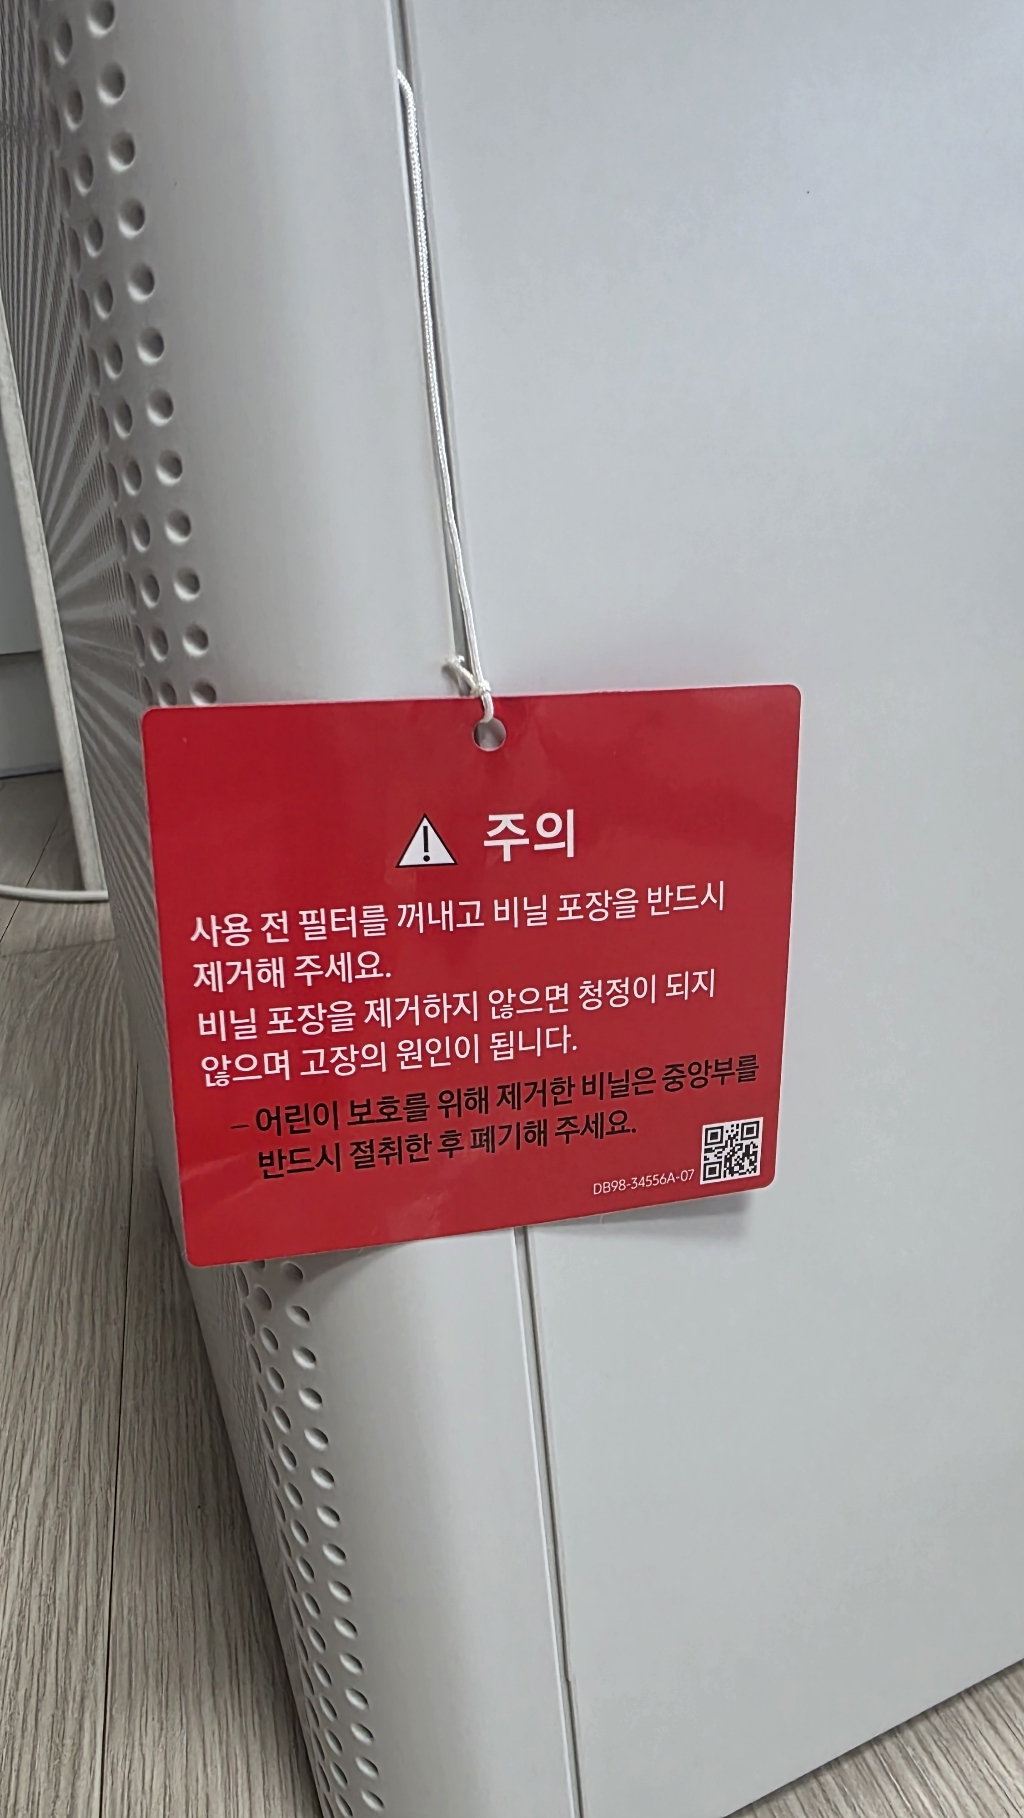 주의
사용 전 필터를 꺼내고 비닐 포장을 반드시
제거해 주세요.
비닐 포장을 제거하지 않으면 청정이 되지
않으며 고장의 원인이 됩니다.
– 어린이 보호를 위해 제거한 비닐은 중앙부를
반드시 절취한 후 폐기해 주세요.
DB98-34556A-07